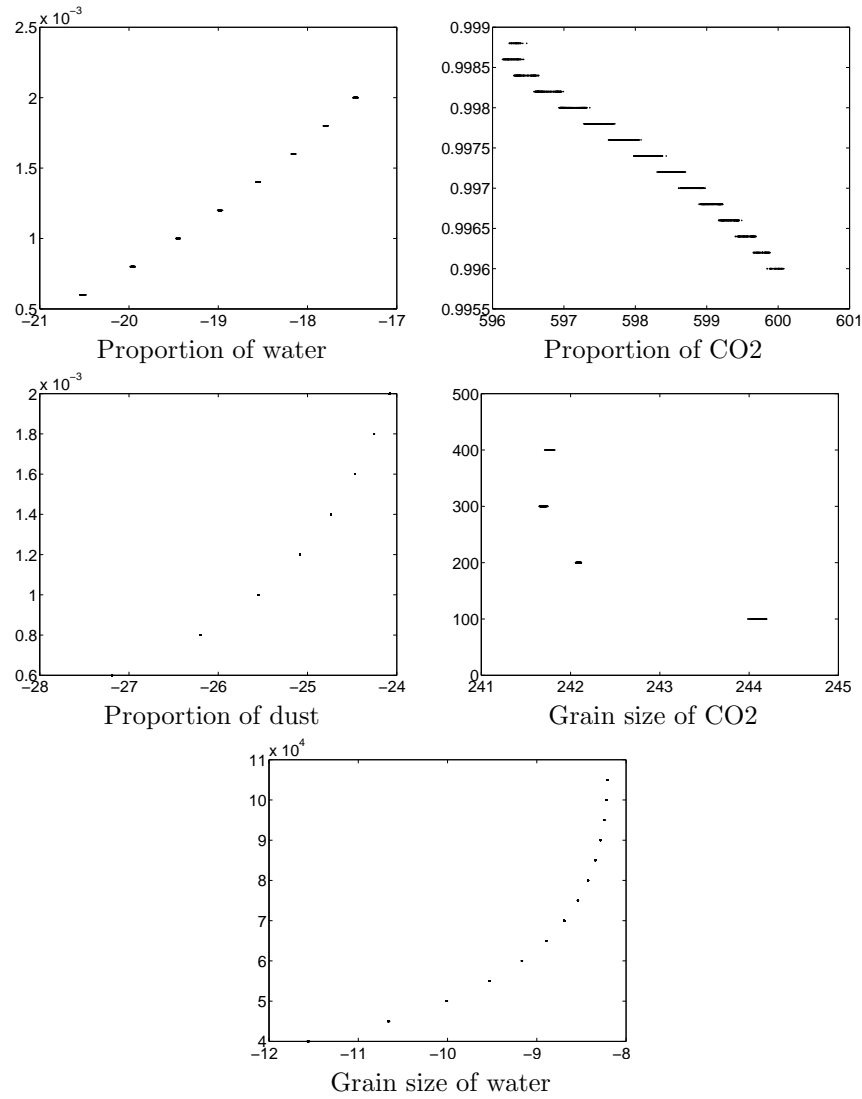 x 10⁻³
2.5
2
1.5
1
0.5
−21 −20 −19 −18 −17
Proportion of water
0.999
0.9985
0.998
0.9975
0.997
0.9965
0.996
0.9955
596 597 598 599 600 601
Proportion of CO2
x 10⁻³
2
1.8
1.6
1.4
1.2
1
0.8
0.6
−28 −27 −26 −25 −24
Proportion of dust
500
400
300
200
100
0
241 242 243 244 245
Grain size of CO2
x 10⁴
11
10
9
8
7
6
5
4
−12 −11 −10 −9 −8
Grain size of water